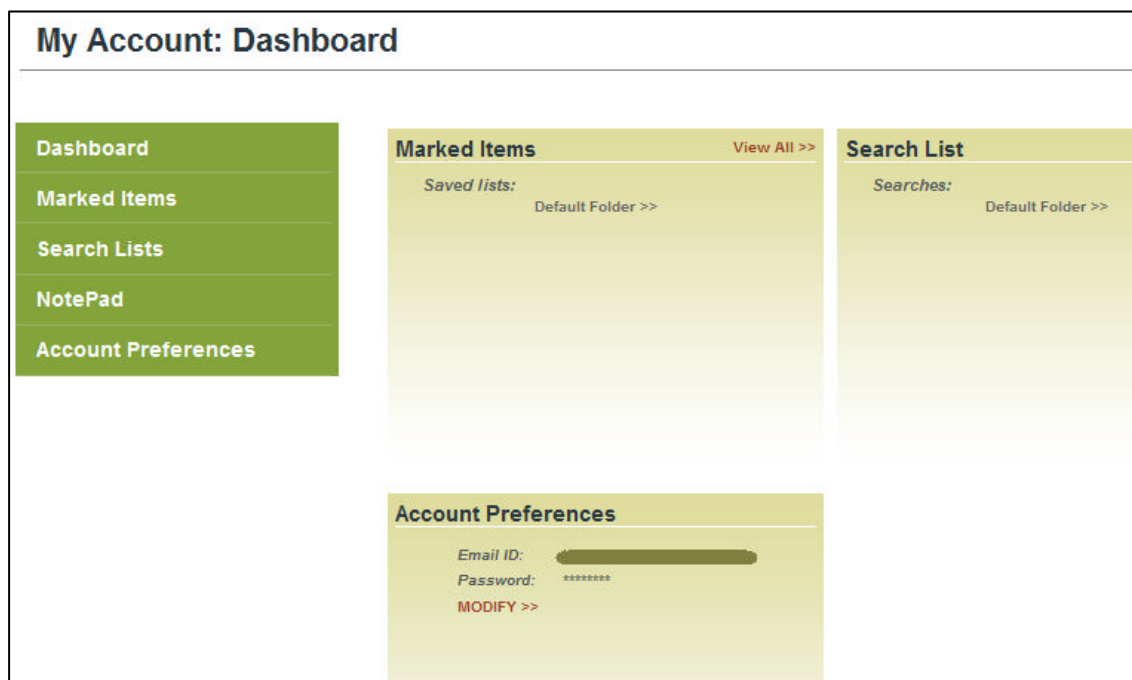 My Account: Dashboard
Dashboard
Marked Items
Search Lists
NotePad
Account Preferences
Marked Items View All >>
Saved lists:
Default Folder >>
Search List
Searches:
Default Folder >>
Account Preferences
Email ID:
Password: ********
MODIFY >>